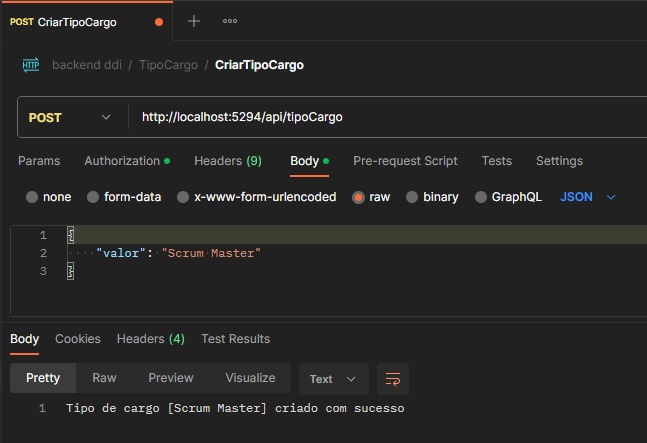 POST CriarTipoCargo
HTTP backend ddi / TipoCargo / CriarTipoCargo
POST http://localhost:5294/api/tipoCargo
Params Authorization Headers (9) Body Pre-request Script Tests Settings
none form-data x-www-form-urlencoded raw binary GraphQL JSON
1 {
2 "valor": "Scrum Master"
3 }
Body Cookies Headers (4) Test Results
Pretty Raw Preview Visualize Text
1 Tipo de cargo [Scrum Master] criado com sucesso